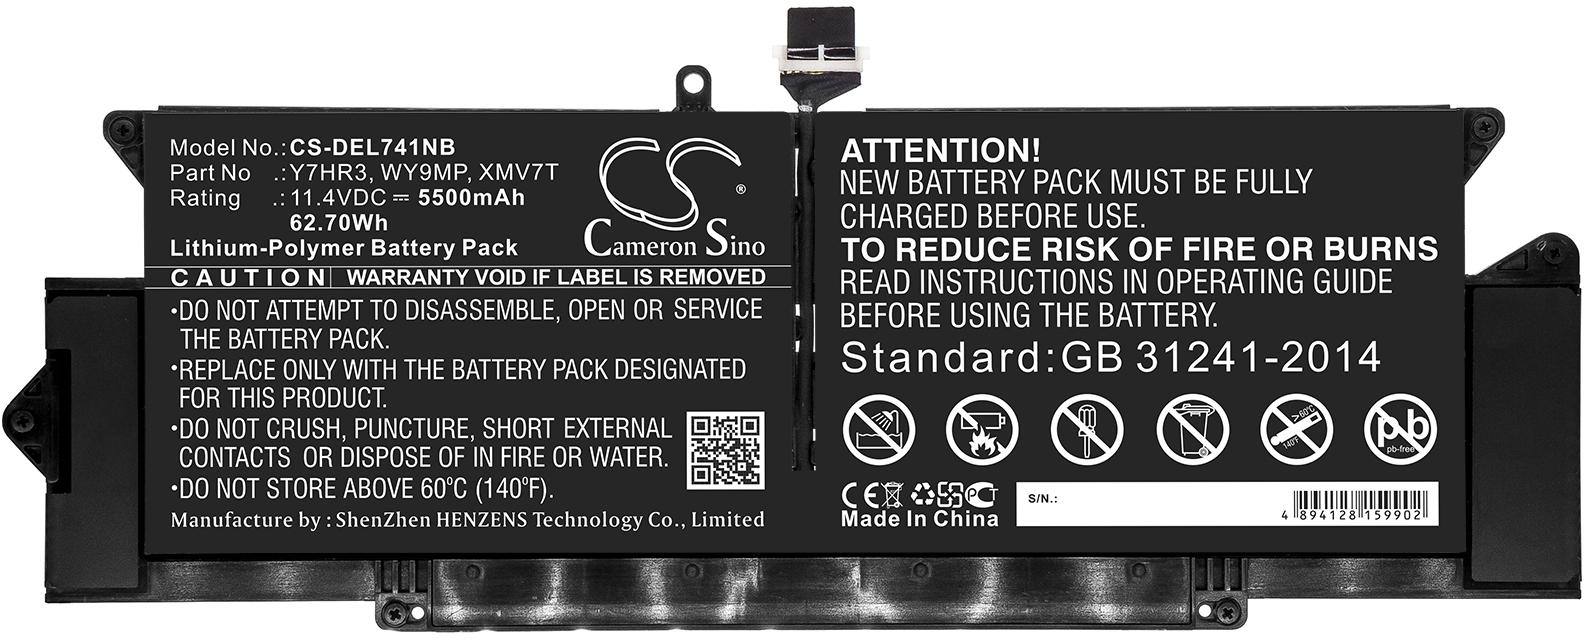 Model No.:CS-DEL741NB
Part No .: Y7HR3, WY9MP, XMV7T
Rating .: 11.4VDC ⎓ 5500mAh
62.70Wh
Lithium-Polymer Battery Pack
CS
®
Cameron Sino
CAUTION WARRANTY VOID IF LABEL IS REMOVED
•DO NOT ATTEMPT TO DISASSEMBLE, OPEN OR SERVICE
THE BATTERY PACK.
•REPLACE ONLY WITH THE BATTERY PACK DESIGNATED
FOR THIS PRODUCT.
•DO NOT CRUSH, PUNCTURE, SHORT EXTERNAL
CONTACTS OR DISPOSE OF IN FIRE OR WATER.
•DO NOT STORE ABOVE 60°C (140°F).
Manufacture by : ShenZhen HENZENS Technology Co., Limited
ATTENTION!
NEW BATTERY PACK MUST BE FULLY
CHARGED BEFORE USE.
TO REDUCE RISK OF FIRE OR BURNS
READ INSTRUCTIONS IN OPERATING GUIDE
BEFORE USING THE BATTERY.
Standard:GB 31241-2014
>60°C
140°F
pb
pb-free
CE PCT
Made In China
S/N.:
4 894128 159902